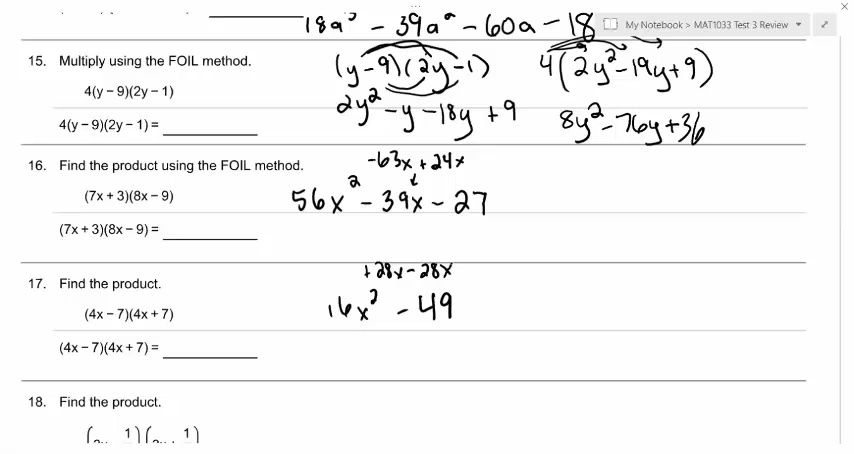 18a³ − 39a² − 60a − 18
My Notebook > MAT1033 Test 3 Review
15. Multiply using the FOIL method.
4(y − 9)(2y − 1)
4(y − 9)(2y − 1) =
(y − 9)(2y − 1)
2y² − y − 18y + 9
4(2y² − 19y + 9)
8y² − 76y + 36
16. Find the product using the FOIL method.
(7x + 3)(8x − 9)
(7x + 3)(8x − 9) =
−63x + 24x
56x² − 39x − 27
17. Find the product.
(4x − 7)(4x + 7)
(4x − 7)(4x + 7) =
+28x − 28x
16x² − 49
18. Find the product.